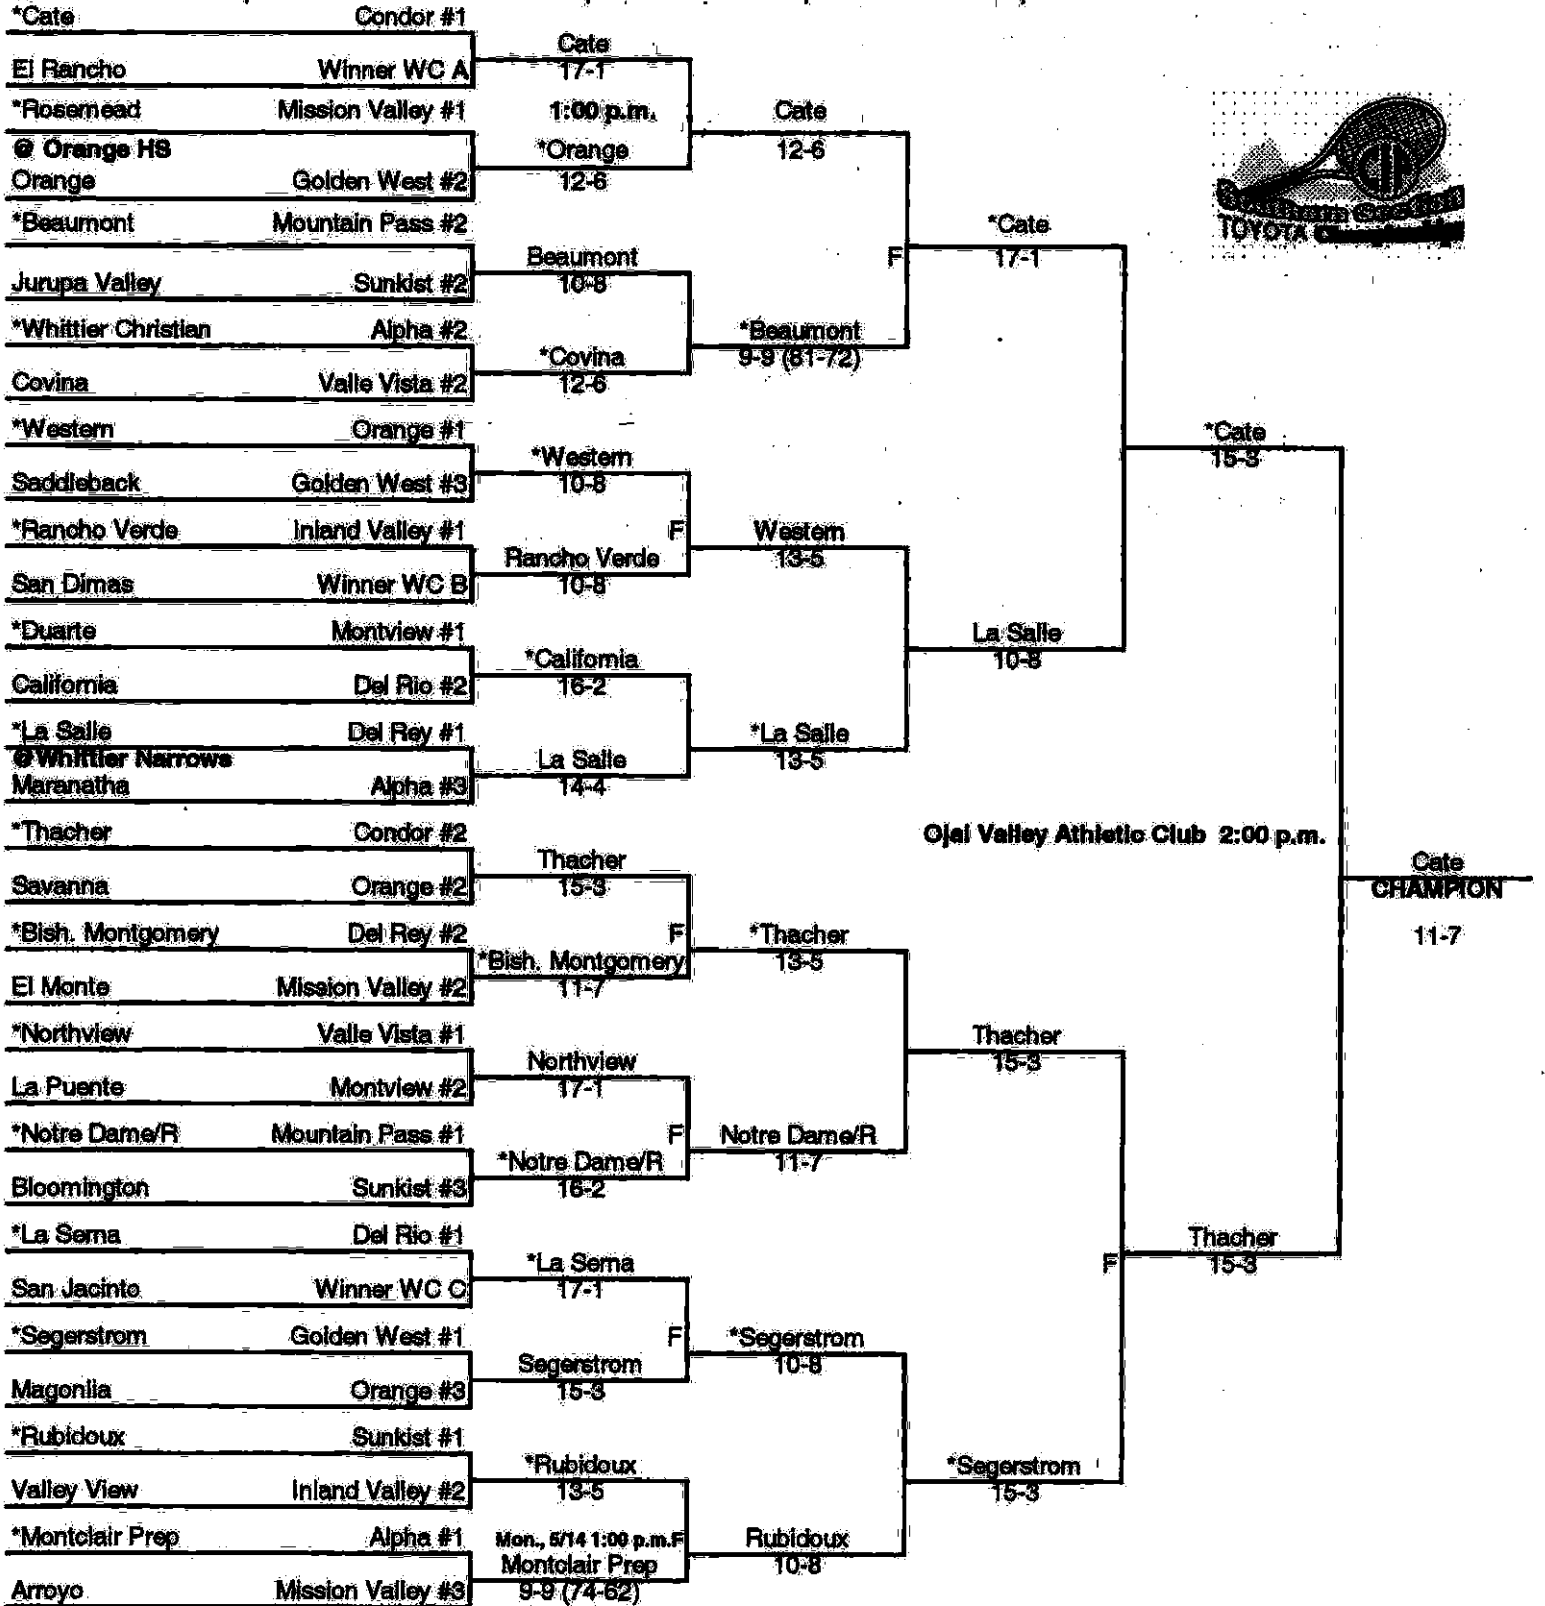 *Cate Condor #1
El Rancho Winner WC A
*Rosemead Mission Valley #1
@ Orange HS
Orange Golden West #2
*Beaumont Mountain Pass #2
Jurupa Valley Sunkist #2
*Whittier Christian Alpha #2
Covina Valle Vista #2
*Western Orange #1
Saddleback Golden West #3
*Rancho Verde Inland Valley #1
San Dimas Winner WC B
*Duarte Montview #1
California Del Rio #2
*La Salle Del Rey #1
@Whittier Narrows
Maranatha Alpha #3
*Thacher Condor #2
Savanna Orange #2
*Bish. Montgomery Del Rey #2
El Monte Mission Valley #2
*Northview Valle Vista #1
La Puente Montview #2
*Notre Dame/R Mountain Pass #1
Bloomington Sunkist #3
*La Serna Del Rio #1
San Jacinto Winner WC C
*Segerstrom Golden West #1
Magonlia Orange #3
*Rubidoux Sunkist #1
Valley View Inland Valley #2
*Montclair Prep Alpha #1
Arroyo Mission Valley #3
Cate
17-1
1:00 p.m.
*Orange
12-6
Beaumont
10-8
*Covina
12-6
*Western
10-8
F
Rancho Verde
10-8
*California
16-2
La Salle
14-4
Thacher
15-3
F
*Bish. Montgomery
11-7
Northview
17-1
F
*Notre Dame/R
16-2
*La Serna
17-1
F
Segerstrom
15-3
*Rubidoux
13-5
Mon., 5/14 1:00 p.m.F
Montclair Prep
9-9 (74-62)
Cate
12-6
F
*Beaumont
9-9 (81-72)
Western
13-5
*La Salle
13-5
*Thacher
13-5
Notre Dame/R
11-7
*Segerstrom
10-8
Rubidoux
10-8
*Cate
17-1
La Salle
10-8
Thacher
15-3
F
*Segerstrom
15-3
*Cate
15-3
Thacher
15-3
Ojai Valley Athletic Club 2:00 p.m.
Cate
CHAMPION
11-7
CIF
Southern Section
TOYOTA Championships